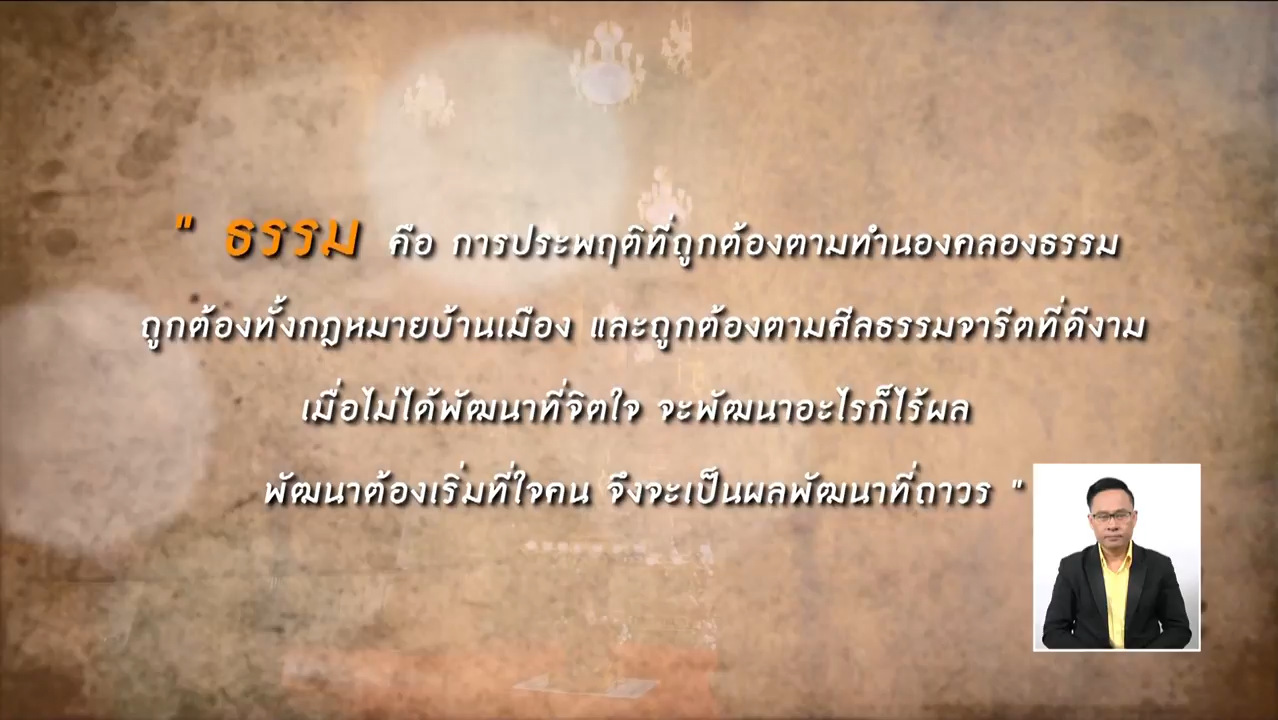 " ธรรม คือ การประพฤติที่ถูกต้องตามทำนองคลองธรรม
ถูกต้องทั้งกฎหมายบ้านเมือง และถูกต้องตามศีลธรรมจารีตที่ดีงาม
เมื่อไม่ได้พัฒนาที่จิตใจ จะพัฒนาอะไรก็ไร้ผล
พัฒนาต้องเริ่มที่ใจคน จึงจะเป็นผลพัฒนาที่ถาวร "